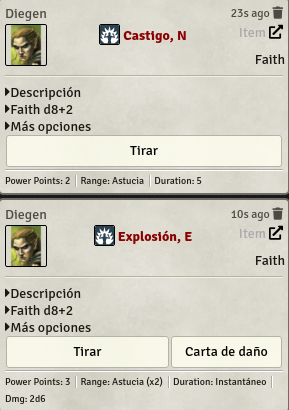 Diegen 23s ago
Castigo, N Item
Faith
Descripción
Faith d8+2
Más opciones
Tirar
Power Points: 2 Range: Astucia Duration: 5
Diegen 10s ago
Explosión, E Item
Faith
Descripción
Faith d8+2
Más opciones
Tirar Carta de daño
Power Points: 3 Range: Astucia (x2) Duration: Instantáneo
Dmg: 2d6